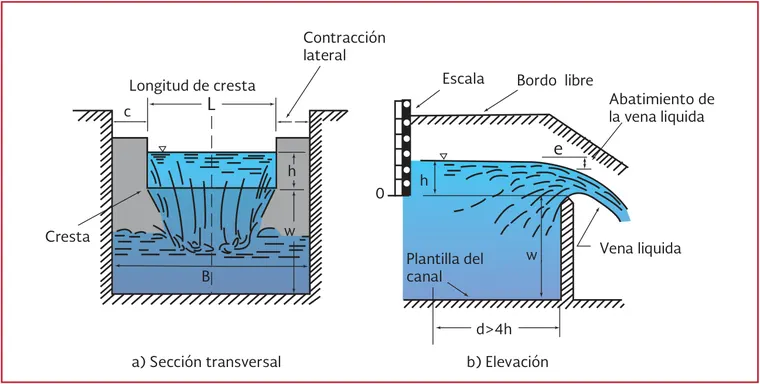 Contracción
lateral
Longitud de cresta
L
c
h
w
Cresta
B
a) Sección transversal
Escala
Bordo libre
Abatimiento de
la vena liquida
e
h
0
w
Vena liquida
Plantilla del
canal
d>4h
b) Elevación